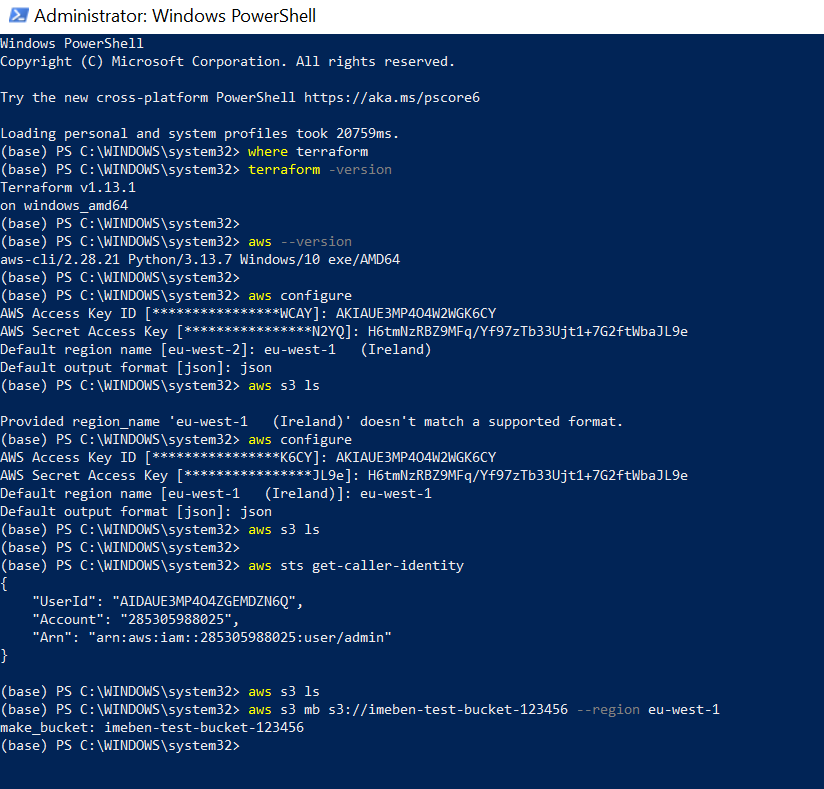 Administrator: Windows PowerShell
Windows PowerShell
Copyright (C) Microsoft Corporation. All rights reserved.
Try the new cross-platform PowerShell https://aka.ms/pscore6
Loading personal and system profiles took 20759ms.
(base) PS C:\WINDOWS\system32> where terraform
(base) PS C:\WINDOWS\system32> terraform -version
Terraform v1.13.1
on windows_amd64
(base) PS C:\WINDOWS\system32>
(base) PS C:\WINDOWS\system32> aws --version
aws-cli/2.28.21 Python/3.13.7 Windows/10 exe/AMD64
(base) PS C:\WINDOWS\system32>
(base) PS C:\WINDOWS\system32> aws configure
AWS Access Key ID [****************WCAY]: AKIAUE3MP4O4W2WGK6CY
AWS Secret Access Key [****************N2YQ]: 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
Default region name [eu-west-2]: eu-west-1   (Ireland)
Default output format [json]: json
(base) PS C:\WINDOWS\system32> aws s3 ls
Provided region_name 'eu-west-1   (Ireland)' doesn't match a supported format.
(base) PS C:\WINDOWS\system32> aws configure
AWS Access Key ID [****************K6CY]: AKIAUE3MP4O4W2WGK6CY
AWS Secret Access Key [****************JL9e]: 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
Default region name [eu-west-1   (Ireland)]: eu-west-1
Default output format [json]: json
(base) PS C:\WINDOWS\system32> aws s3 ls
(base) PS C:\WINDOWS\system32>
(base) PS C:\WINDOWS\system32> aws sts get-caller-identity
{
    "UserId": "AIDAUE3MP4O4ZGEMDZN6Q",
    "Account": "285305988025",
    "Arn": "arn:aws:iam::285305988025:user/admin"
}
(base) PS C:\WINDOWS\system32> aws s3 ls
(base) PS C:\WINDOWS\system32> aws s3 mb s3://imeben-test-bucket-123456 --region eu-west-1
make_bucket: imeben-test-bucket-123456
(base) PS C:\WINDOWS\system32>